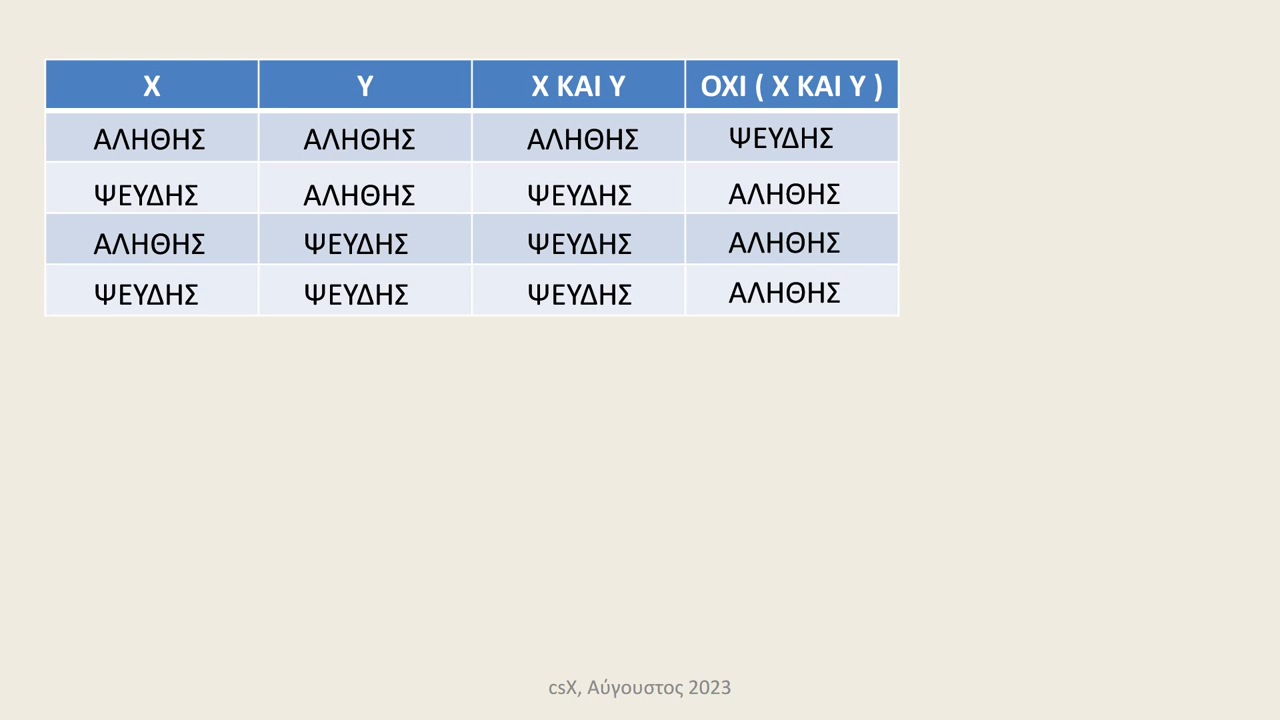 Χ Υ Χ ΚΑΙ Υ ΟΧΙ ( Χ ΚΑΙ Υ )
ΑΛΗΘΗΣ ΑΛΗΘΗΣ ΑΛΗΘΗΣ ΨΕΥΔΗΣ
ΨΕΥΔΗΣ ΑΛΗΘΗΣ ΨΕΥΔΗΣ ΑΛΗΘΗΣ
ΑΛΗΘΗΣ ΨΕΥΔΗΣ ΨΕΥΔΗΣ ΑΛΗΘΗΣ
ΨΕΥΔΗΣ ΨΕΥΔΗΣ ΨΕΥΔΗΣ ΑΛΗΘΗΣ
csX, Αύγουστος 2023